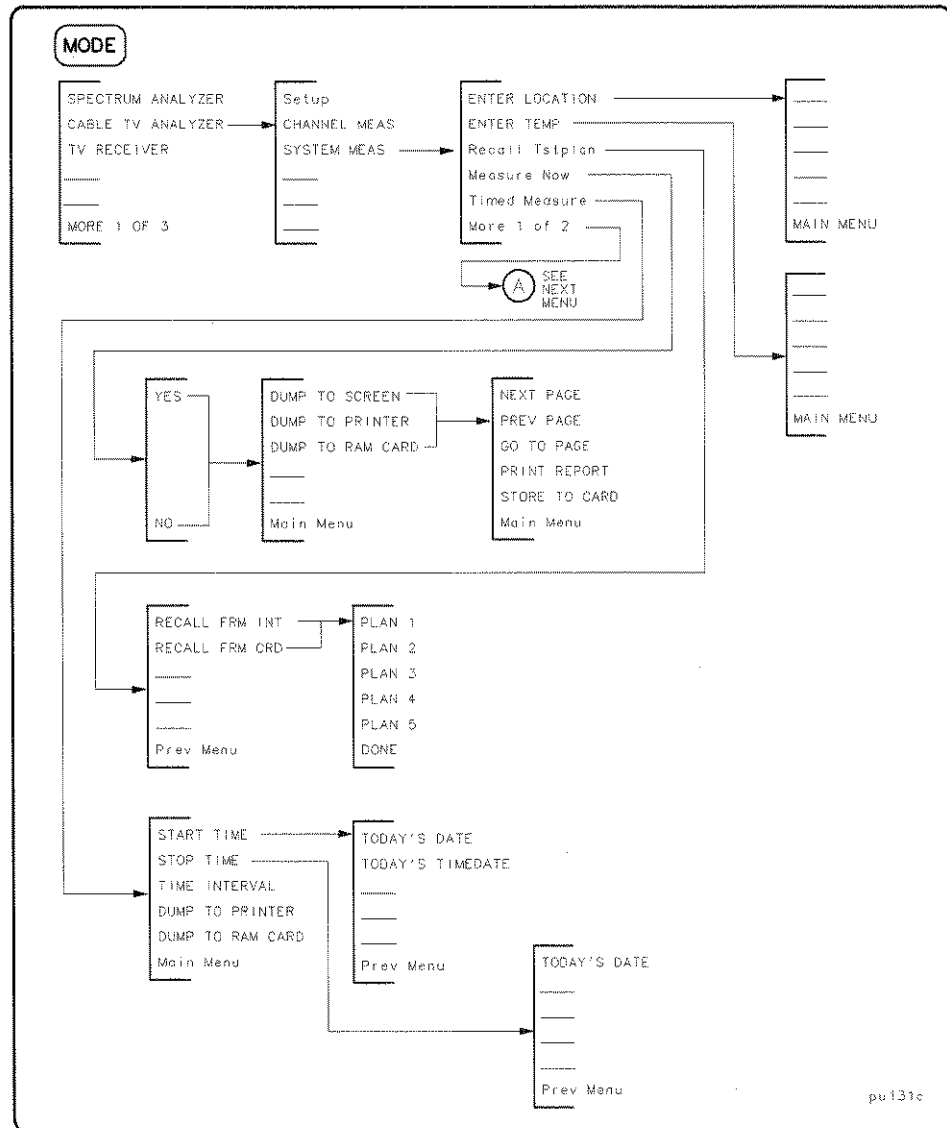 MODE
SPECTRUM ANALYZER
CABLE TV ANALYZER
TV RECEIVER
MORE 1 OF 3
Setup
CHANNEL MEAS
SYSTEM MEAS
ENTER LOCATION
ENTER TEMP
Recall Tstplan
Measure Now
Timed Measure
More 1 of 2
MAIN MENU
A
SEE
NEXT
MENU
MAIN MENU
YES
NO
DUMP TO SCREEN
DUMP TO PRINTER
DUMP TO RAM CARD
Main Menu
NEXT PAGE
PREV PAGE
GO TO PAGE
PRINT REPORT
STORE TO CARD
Main Menu
RECALL FRM INT
RECALL FRM CRD
Prev Menu
PLAN 1
PLAN 2
PLAN 3
PLAN 4
PLAN 5
DONE
START TIME
STOP TIME
TIME INTERVAL
DUMP TO PRINTER
DUMP TO RAM CARD
Main Menu
TODAY'S DATE
TODAY'S TIMEDATE
Prev Menu
TODAY'S DATE
Prev Menu
pu131c